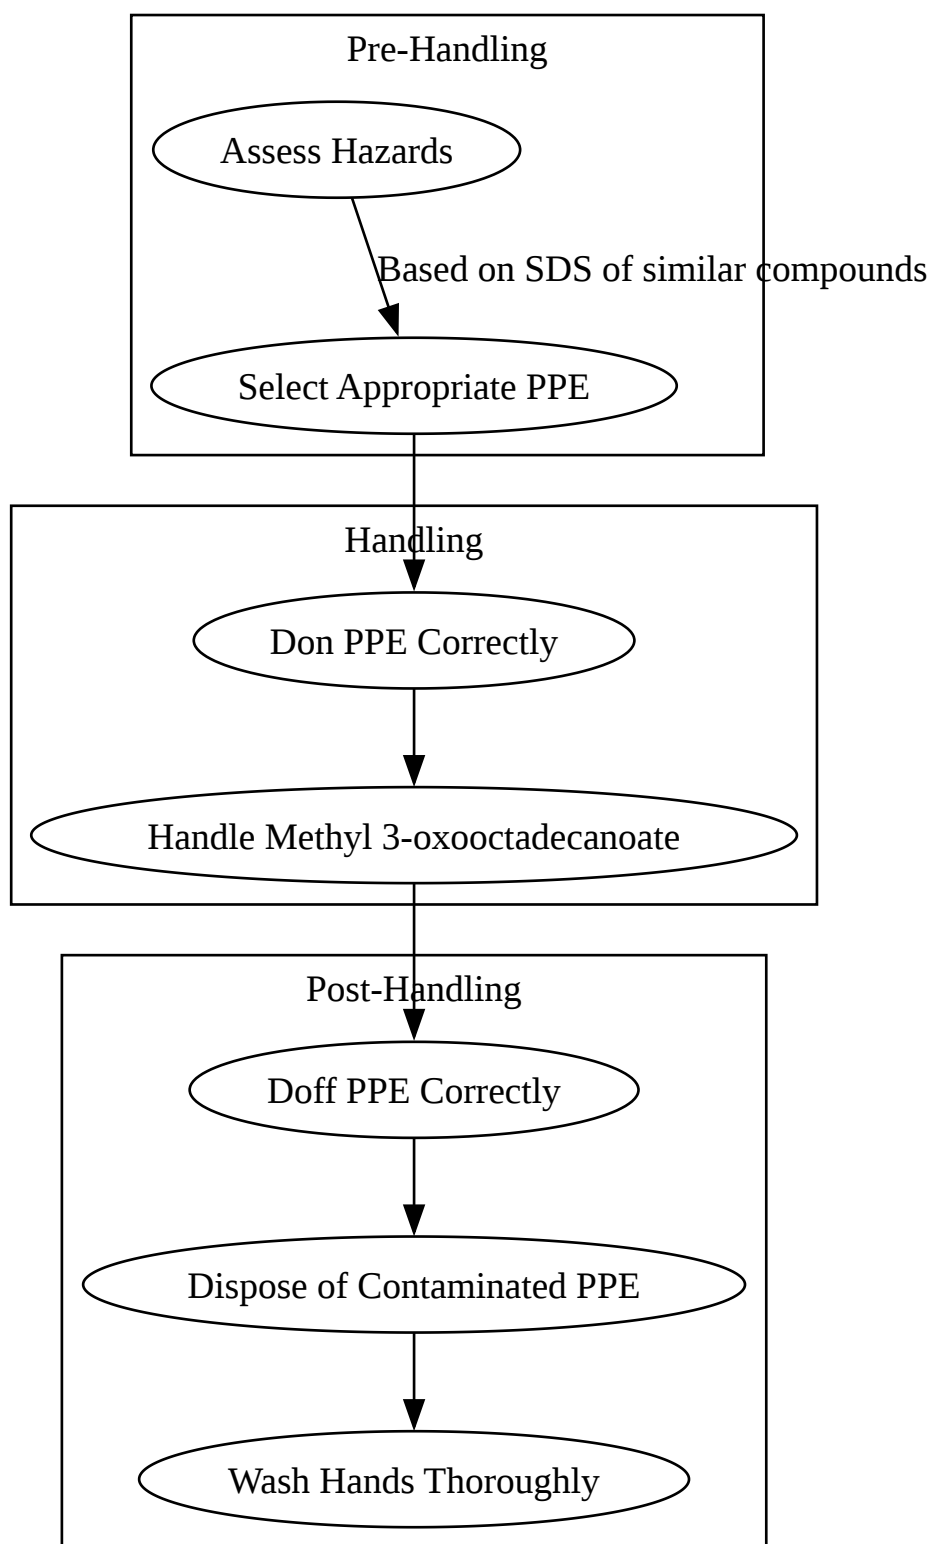 Pre-Handling
Assess Hazards
Based on SDS of similar compounds
Select Appropriate PPE
Handling
Don PPE Correctly
Handle Methyl 3-oxooctadecanoate
Post-Handling
Doff PPE Correctly
Dispose of Contaminated PPE
Wash Hands Thoroughly